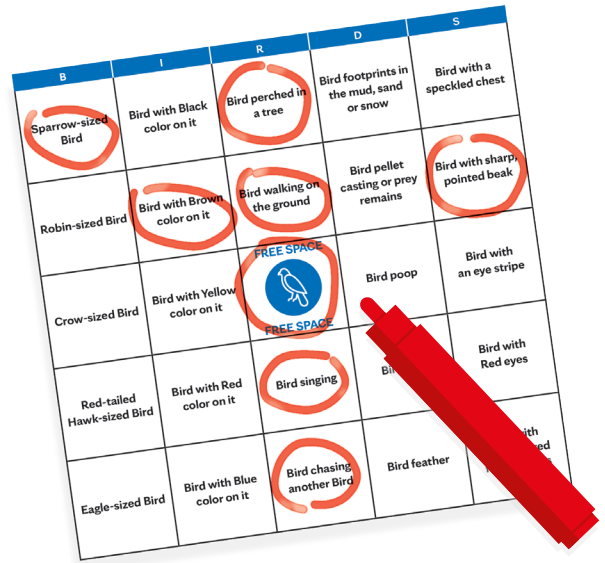 B I R D S
Sparrow-sized
Bird
Bird with Black
color on it
Bird perched in
a tree
Bird footprints in
the mud, sand
or snow
Bird with a
speckled chest
Robin-sized Bird
Bird with Brown
color on it
Bird walking on
the ground
Bird pellet
casting or prey
remains
Bird with sharp,
pointed beak
Crow-sized Bird
Bird with Yellow
color on it
FREE SPACE
FREE SPACE
Bird poop
Bird with
an eye stripe
Red-tailed
Hawk-sized Bird
Bird with Red
color on it
Bird singing
Bird with
Red eyes
Eagle-sized Bird
Bird with Blue
color on it
Bird chasing
another Bird
Bird feather